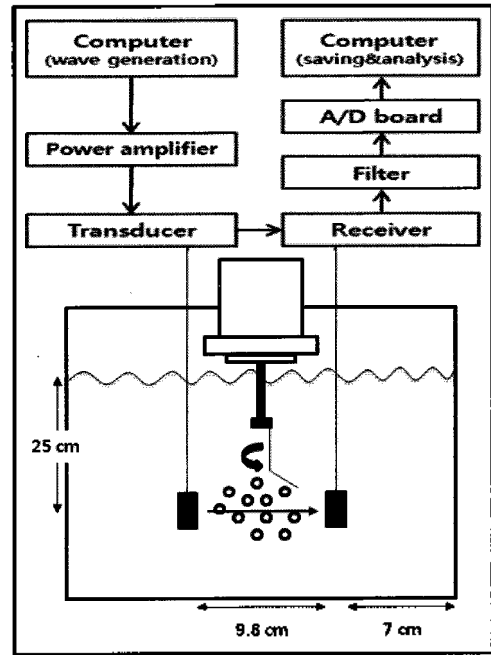 Computer
(wave generation)
Power amplifier
Transducer
Computer
(saving&analysis)
A/D board
Filter
Receiver
25 cm
9.8 cm
7 cm